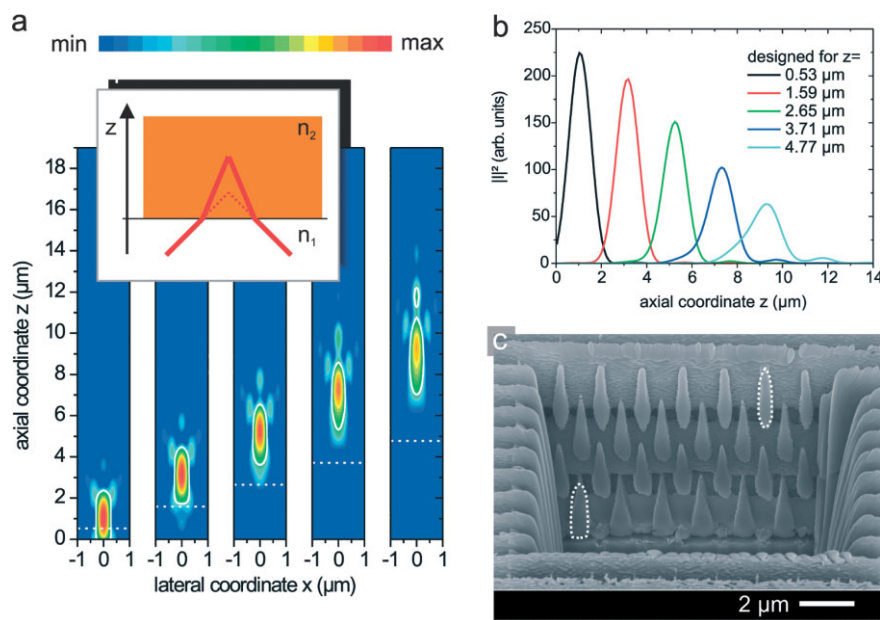 a
min max
z
n₂
n₁
axial coordinate z (µm)
18
16
14
12
10
8
6
4
2
0
-1 0 1 -1 0 1 -1 0 1 -1 0 1 -1 0 1
lateral coordinate x (µm)
b
||I||² (arb. units)
250
200
150
100
50
0
designed for z=
0.53 µm
1.59 µm
2.65 µm
3.71 µm
4.77 µm
0 2 4 6 8 10 12 14
axial coordinate z (µm)
c
2 µm